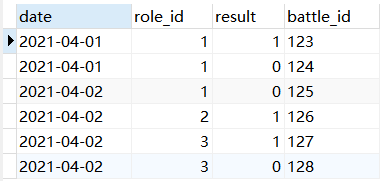 date role_id result battle_id
2021-04-01 1 1 123
2021-04-01 1 0 124
2021-04-02 1 0 125
2021-04-02 2 1 126
2021-04-02 3 1 127
2021-04-02 3 0 128